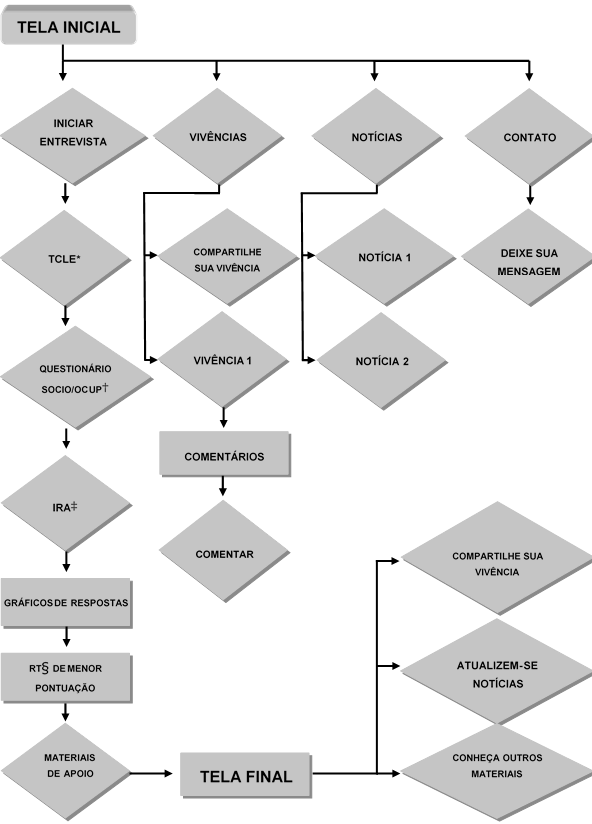 TELA INICIAL
INICIAR
ENTREVISTA
VIVÊNCIAS
NOTÍCIAS
CONTATO
TCLE*
COMPARTILHE
SUA VIVÊNCIA
NOTÍCIA 1
DEIXE SUA
MENSAGEM
QUESTIONÁRIO
SOCIO/OCUP†
VIVÊNCIA 1
NOTÍCIA 2
COMENTÁRIOS
IRA‡
COMENTAR
COMPARTILHE SUA
VIVÊNCIA
GRÁFICOS DE RESPOSTAS
RT§ DE MENOR
PONTUAÇÃO
ATUALIZEM-SE
NOTÍCIAS
MATERIAIS
DE APOIO
TELA FINAL
CONHEÇA OUTROS
MATERIAIS